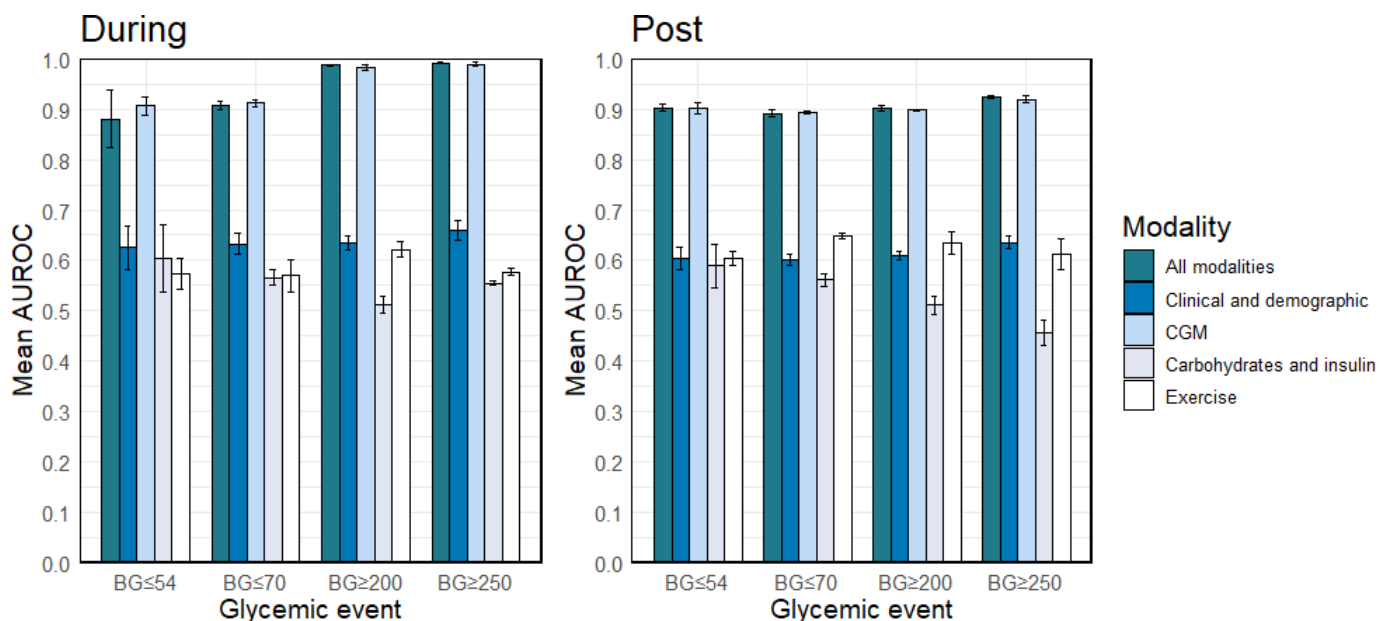 During
Mean AUROC
1.0
0.9
0.8
0.7
0.6
0.5
0.4
0.3
0.2
0.1
0.0
BG≤54 BG≤70 BG≥200 BG≥250
Glycemic event
Post
Mean AUROC
1.0
0.9
0.8
0.7
0.6
0.5
0.4
0.3
0.2
0.1
0.0
BG≤54 BG≤70 BG≥200 BG≥250
Glycemic event
Modality
All modalities
Clinical and demographic
CGM
Carbohydrates and insulin
Exercise